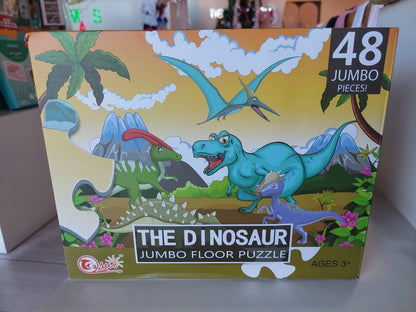 48
JUMBO
PIECES!
THE DINOSAUR
JUMBO FLOOR PUZZLE
AGES 3+